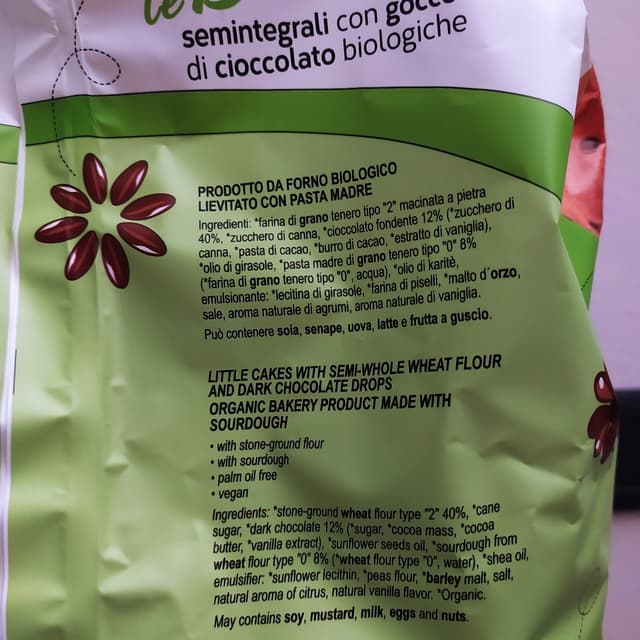 le B
semintegrali con gocce
di cioccolato biologiche
PRODOTTO DA FORNO BIOLOGICO
LIEVITATO CON PASTA MADRE
Ingredienti: *farina di grano tenero tipo "2" macinata a pietra
40%, *zucchero di canna, *cioccolato fondente 12% (*zucchero di
canna, *pasta di cacao, *burro di cacao, *estratto di vaniglia),
*olio di girasole, *pasta madre di grano tenero tipo "0" 8%
(*farina di grano tenero tipo "0", acqua), *olio di karitè,
emulsionante: *lecitina di girasole, *farina di piselli, *malto d'orzo,
sale, aroma naturale di agrumi, aroma naturale di vaniglia.
Può contenere soia, senape, uova, latte e frutta a guscio.
LITTLE CAKES WITH SEMI-WHOLE WHEAT FLOUR
AND DARK CHOCOLATE DROPS
ORGANIC BAKERY PRODUCT MADE WITH
SOURDOUGH
• with stone-ground flour
• with sourdough
• palm oil free
• vegan
Ingredients: *stone-ground wheat flour type "2" 40%, *cane
sugar, *dark chocolate 12% (*sugar, *cocoa mass, *cocoa
butter, *vanilla extract), *sunflower seeds oil, *sourdough from
wheat flour type "0" 8% (*wheat flour type "0", water), *shea oil,
emulsifier: *sunflower lecithin, *peas flour, *barley malt, salt,
natural aroma of citrus, natural vanilla flavor. *Organic.
May contains soy, mustard, milk, eggs and nuts.